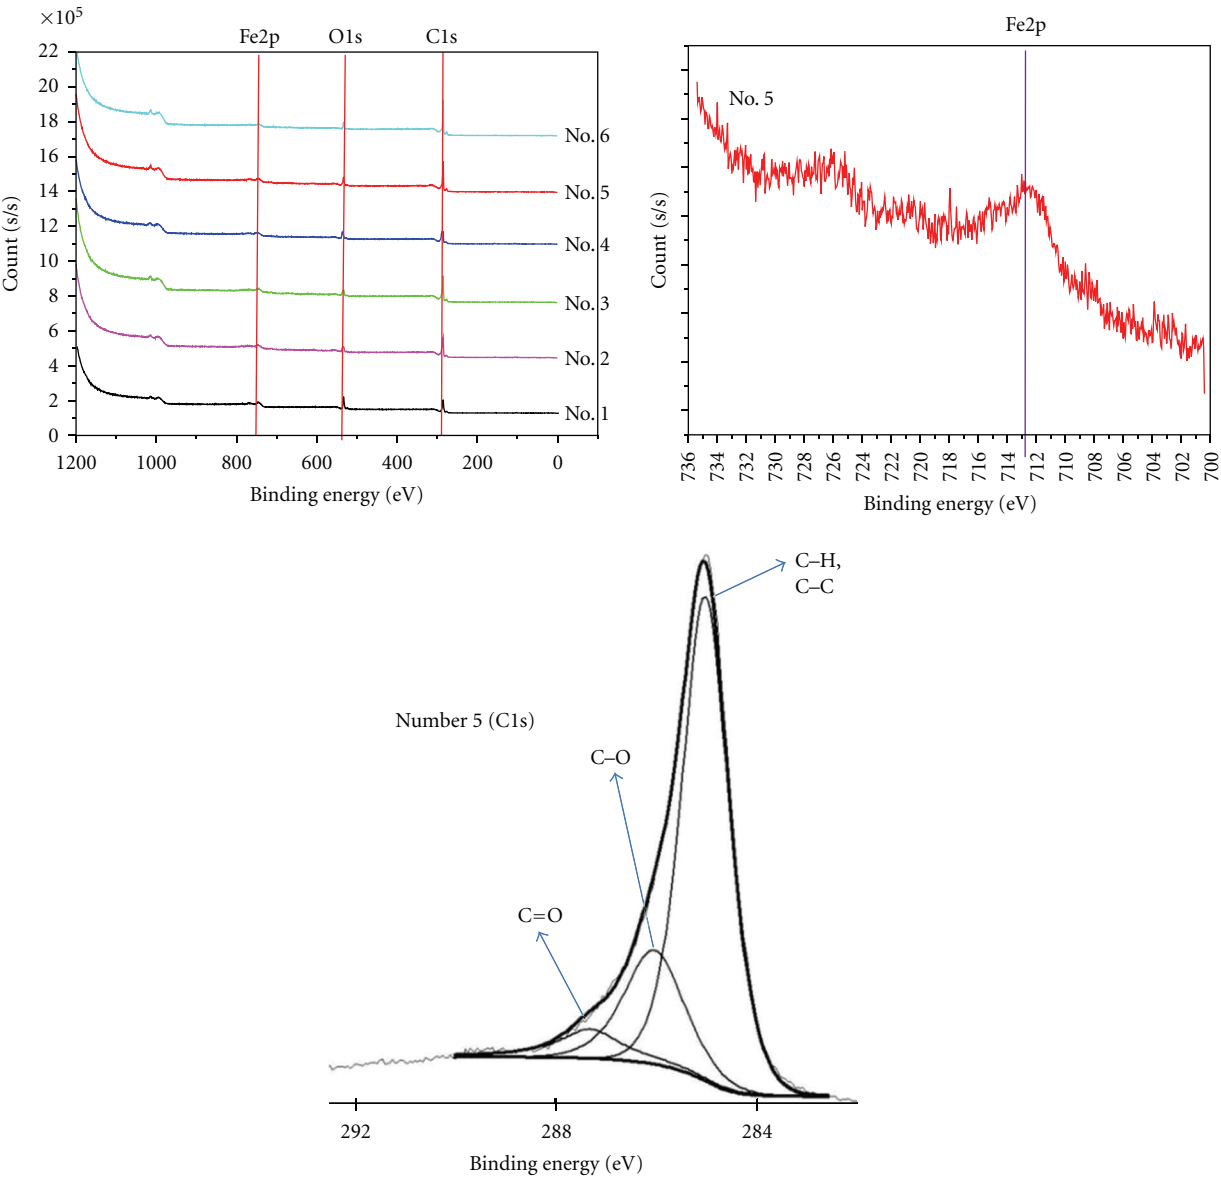 ×10⁵
Fe2p O1s C1s
22
20
18
16
14
12
10
8
6
4
2
0
Count (s/s)
No. 6
No. 5
No. 4
No. 3
No. 2
No. 1
1200 1000 800 600 400 200 0
Binding energy (eV)
Fe2p
No. 5
Count (s/s)
736 734 732 730 728 726 724 722 720 718 716 714 712 710 708 706 704 702 700
Binding energy (eV)
C–H,
C–C
Number 5 (C1s)
C–O
C=O
292 288 284
Binding energy (eV)